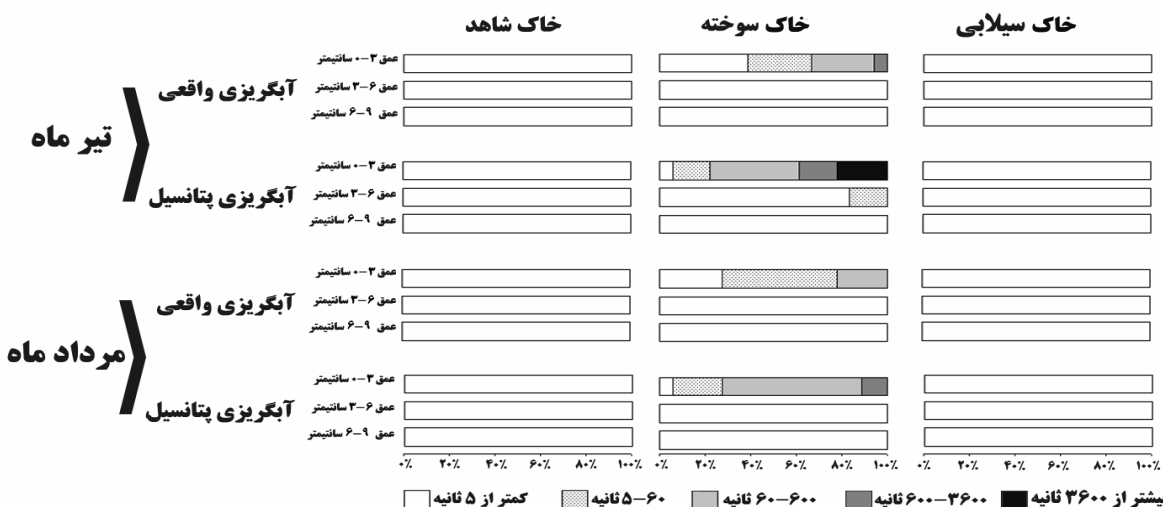 خاک شاهد خاک سوخته خاک سیلابی
تیر ماه
آبگریزی واقعی
عمق ۳–۰ سانتیمتر
عمق ۶–۳ سانتیمتر
عمق ۹–۶ سانتیمتر
آبگریزی پتانسیل
عمق ۳–۰ سانتیمتر
عمق ۶–۳ سانتیمتر
عمق ۹–۶ سانتیمتر
مرداد ماه
آبگریزی واقعی
عمق ۳–۰ سانتیمتر
عمق ۶–۳ سانتیمتر
عمق ۹–۶ سانتیمتر
آبگریزی پتانسیل
عمق ۳–۰ سانتیمتر
عمق ۶–۳ سانتیمتر
عمق ۹–۶ سانتیمتر
۰٪ ۲۰٪ ۴۰٪ ۶۰٪ ۸۰٪ ۱۰۰٪ ۰٪ ۲۰٪ ۴۰٪ ۶۰٪ ۸۰٪ ۱۰۰٪ ۰٪ ۲۰٪ ۴۰٪ ۶۰٪ ۸۰٪ ۱۰۰٪
کمتر از ۵ ثانیه ۵–۶۰ ثانیه ۶۰–۶۰۰ ثانیه ۶۰۰–۳۶۰۰ ثانیه بیشتر از ۳۶۰۰ ثانیه